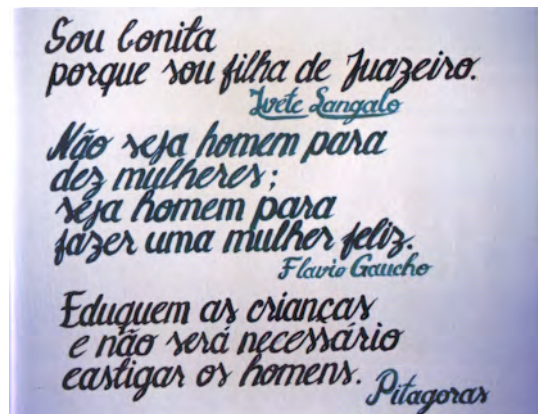 Sou bonita
porque sou filha de Juazeiro.
Ivete Sangalo
Não seja homem para
dez mulheres;
seja homem para
fazer uma mulher feliz.
Flavio Gaucho
Eduquem as crianças
e não será necessário
castigar os homens.
Pitagoras